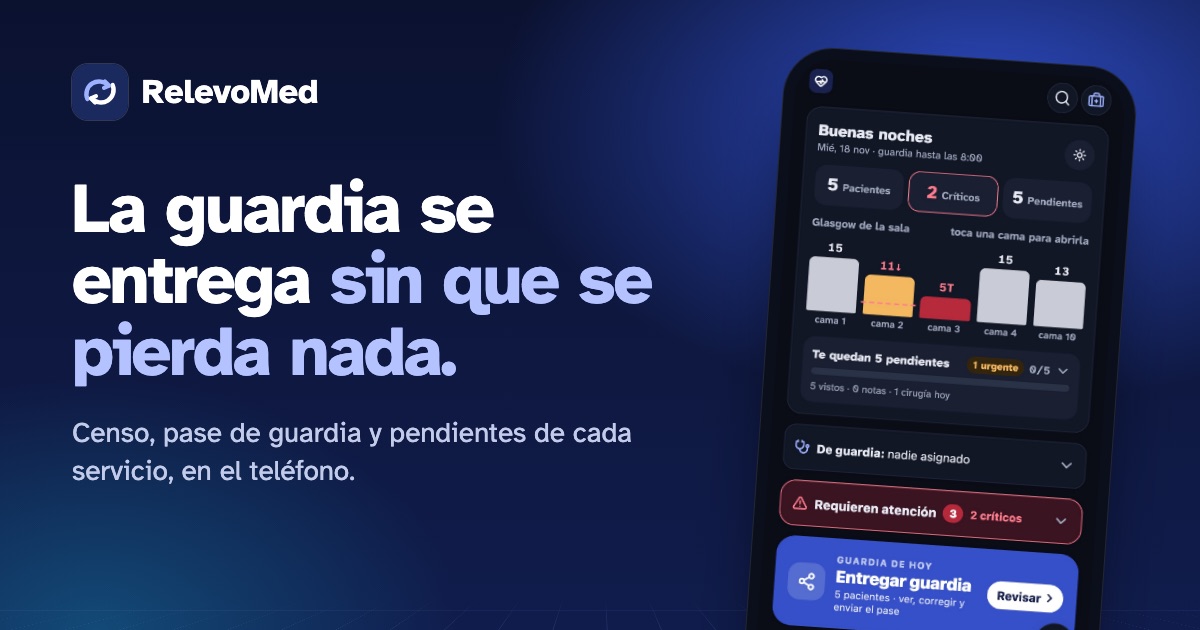 RelevoMed
La guardia se
entrega sin que se
pierda nada.
Censo, pase de guardia y pendientes de cada
servicio, en el teléfono.
Buenas noches
Mié, 18 nov · guardia hasta las 8:00
5 Pacientes
2 Críticos
5 Pendientes
Glasgow de la sala
toca una cama para abrirla
15
11↓
5T
15
13
cama 1
cama 2
cama 3
cama 4
cama 10
Te quedan 5 pendientes
1 urgente
0/5
5 vistos · 0 notas · 1 cirugía hoy
De guardia: nadie asignado
Requieren atención 3 2 críticos
GUARDIA DE HOY
Entregar guardia
5 pacientes · ver, corregir y
enviar el pase
Revisar